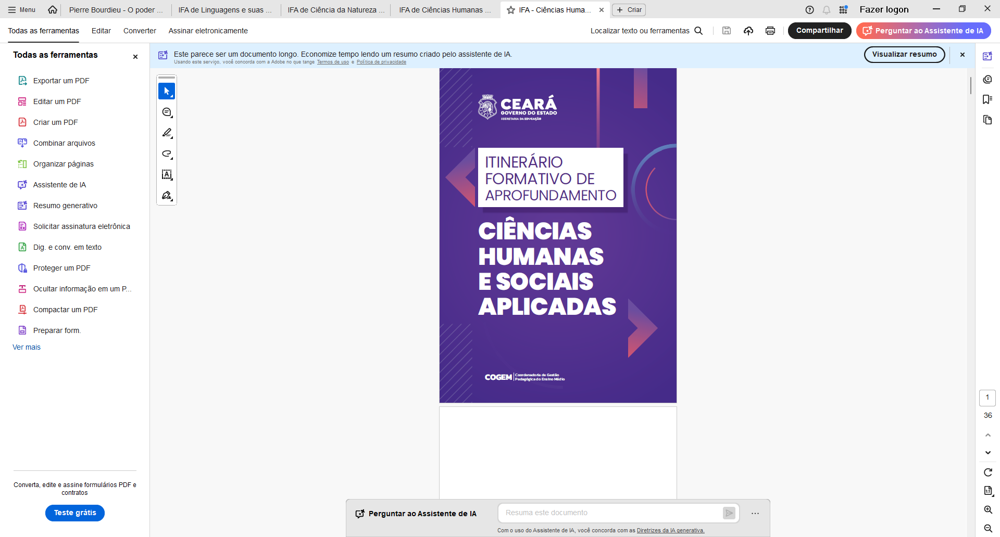 Menu
Pierre Bourdieu - O poder ...
IFA de Linguagens e suas ...
IFA de Ciência da Natureza ...
IFA de Ciências Humanas ...
IFA - Ciências Huma...
Criar
Fazer logon
Todas as ferramentas
Editar
Converter
Assinar eletronicamente
Localizar texto ou ferramentas
Compartilhar
Perguntar ao Assistente de IA
Todas as ferramentas
Exportar um PDF
Editar um PDF
Criar um PDF
Combinar arquivos
Organizar páginas
Assistente de IA
Resumo generativo
Solicitar assinatura eletrônica
Dig. e conv. em texto
Proteger um PDF
Ocultar informação em um P...
Compactar um PDF
Preparar form.
Ver mais
Converta, edite e assine formulários PDF e
contratos
Teste grátis
Este parece ser um documento longo. Economize tempo lendo um resumo criado pelo assistente de IA.
Usando este serviço, você concorda com a Adobe no que tange Termos de uso e Política de privacidade
Visualizar resumo
CEARÁ
GOVERNO DO ESTADO
SECRETARIA DA EDUCAÇÃO
ITINERÁRIO
FORMATIVO DE
APROFUNDAMENTO
CIÊNCIAS
HUMANAS
E SOCIAIS
APLICADAS
COGEM
Coordenadoria de Gestão
Pedagógica do Ensino Médio
Perguntar ao Assistente de IA
Resuma este documento
Com o uso do Assistente de IA, você concorda com as Diretrizes da IA generativa.
1
36